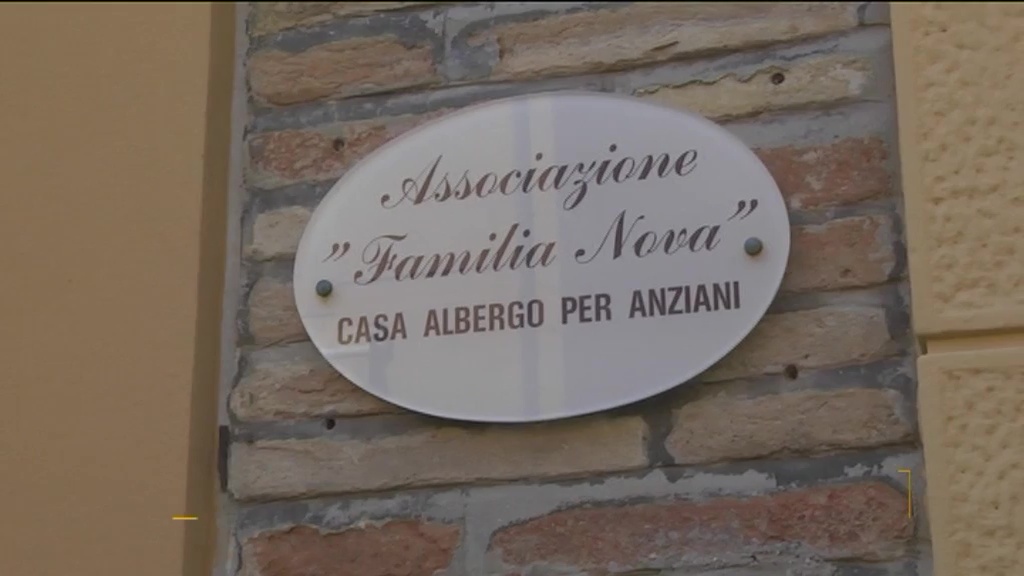 Associazione
"Familia Nova"
CASA ALBERGO PER ANZIANI